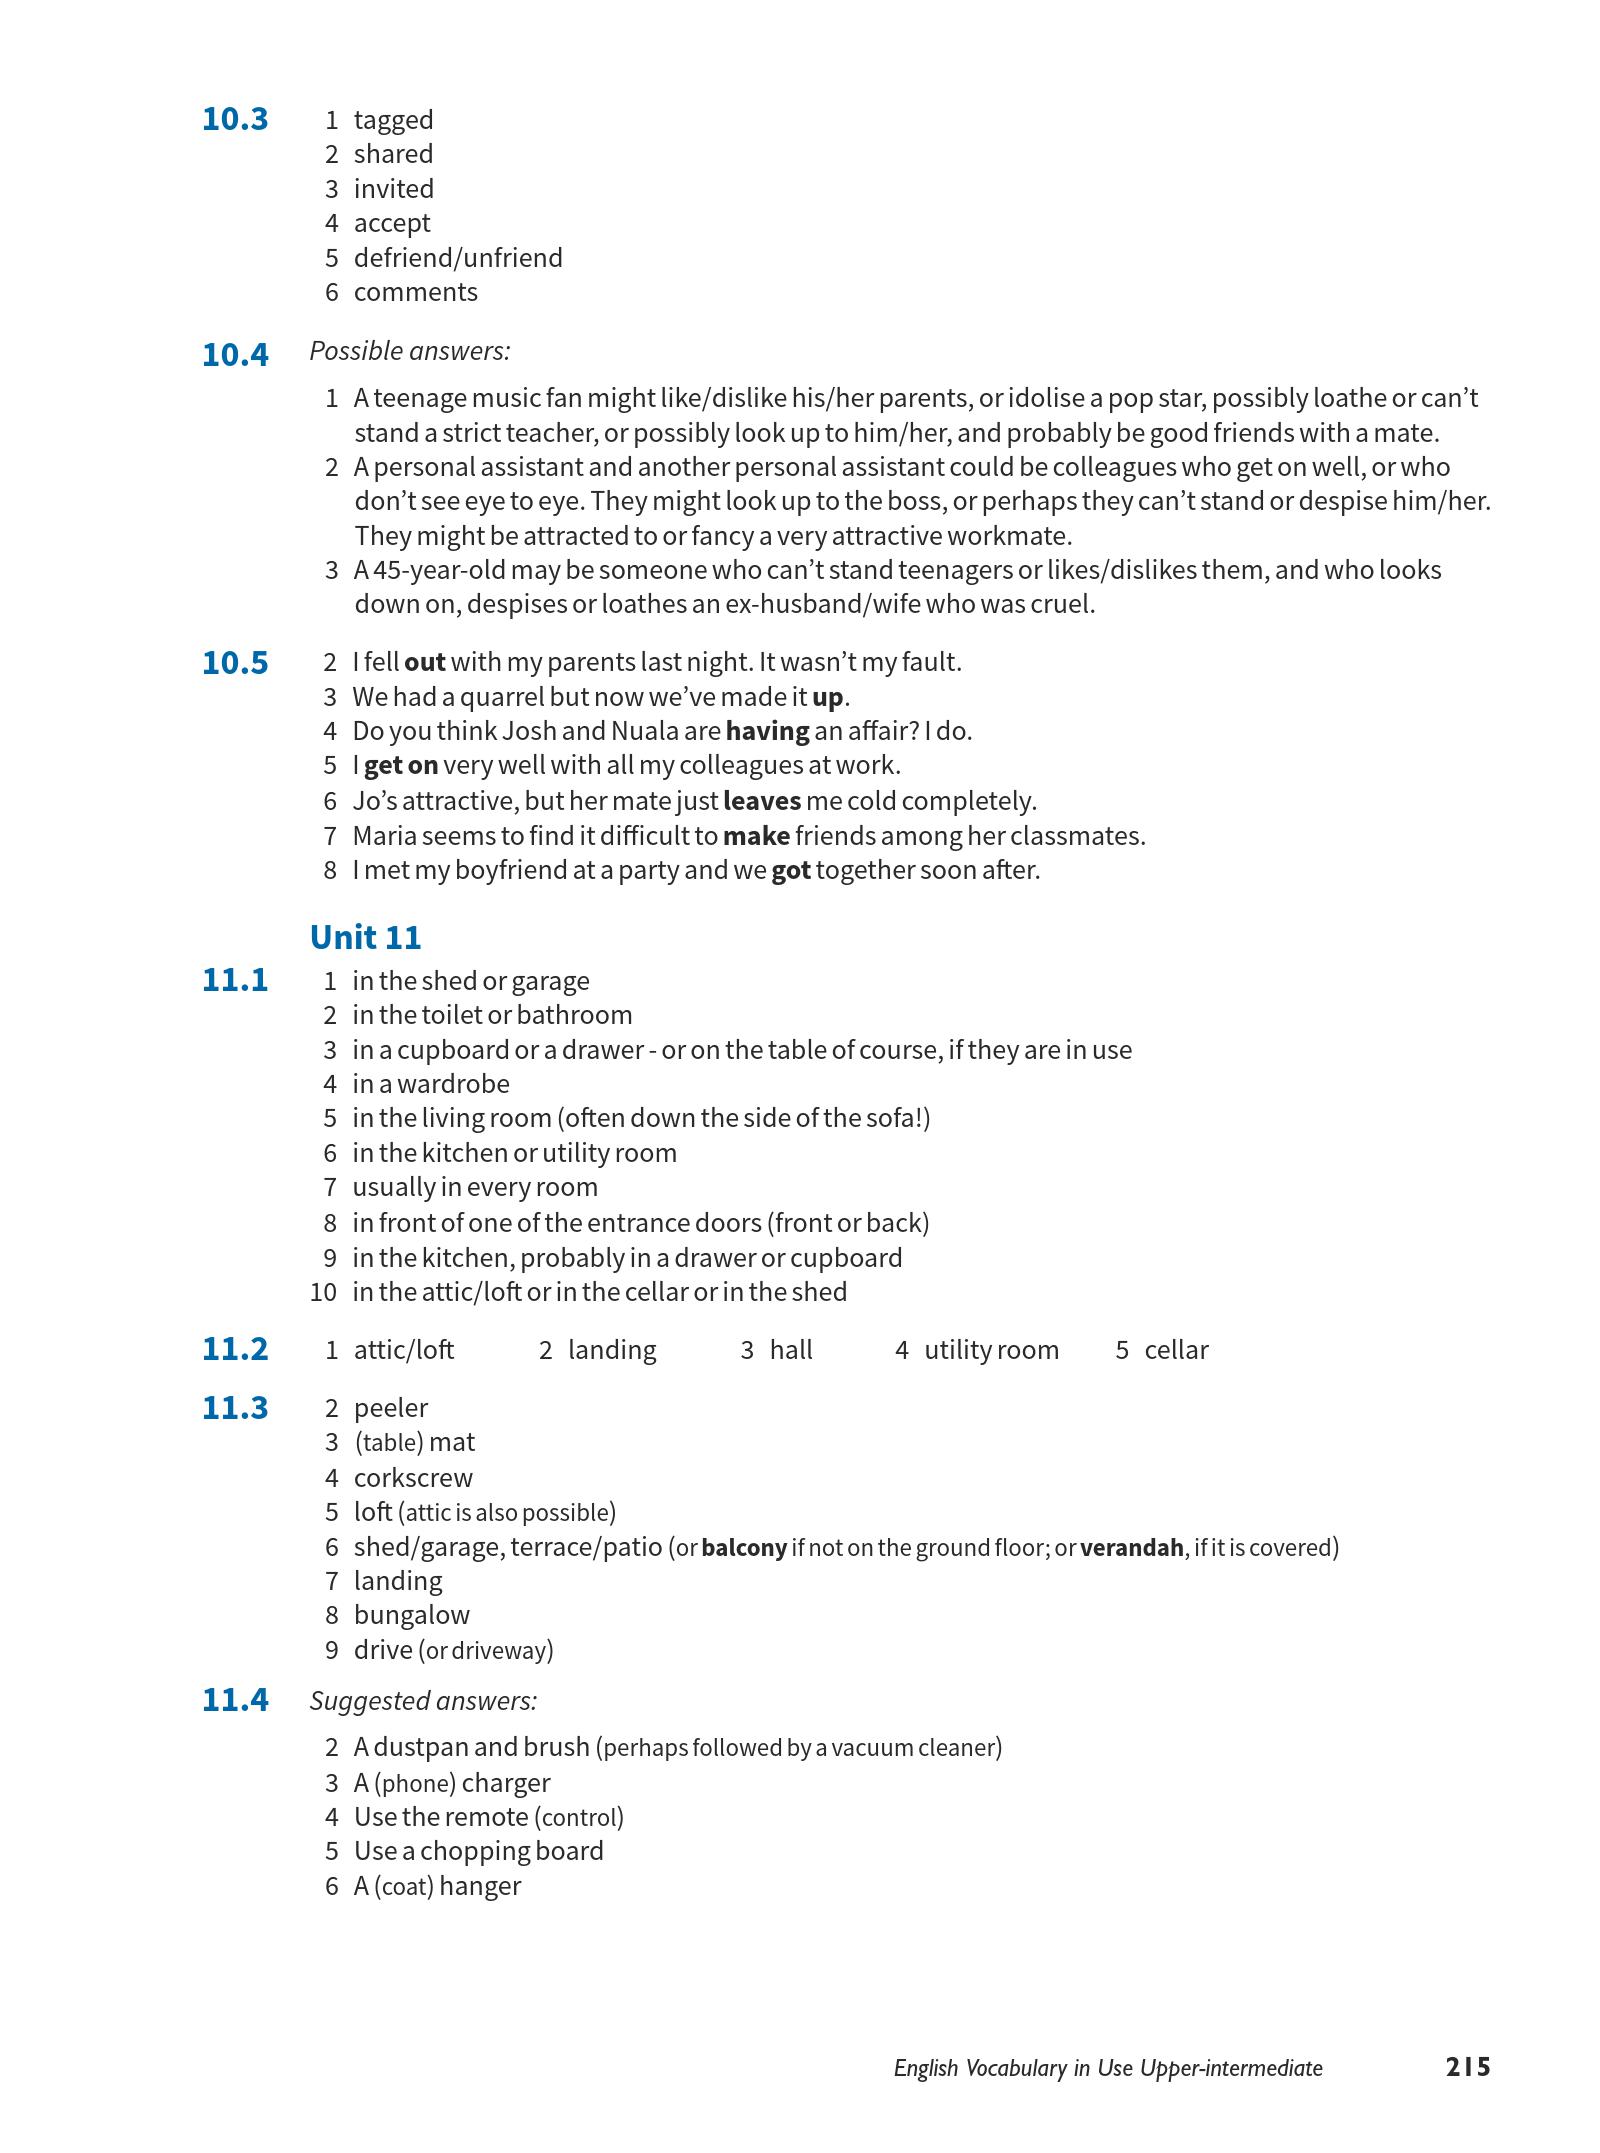 10.3 1 tagged
2 shared
3 invited
4 accept
5 defriend/unfriend
6 comments
10.4 Possible answers:
1 A teenage music fan might like/dislike his/her parents, or idolise a pop star, possibly loathe or can’t
stand a strict teacher, or possibly look up to him/her, and probably be good friends with a mate.
2 A personal assistant and another personal assistant could be colleagues who get on well, or who
don’t see eye to eye. They might look up to the boss, or perhaps they can’t stand or despise him/her.
They might be attracted to or fancy a very attractive workmate.
3 A 45-year-old may be someone who can’t stand teenagers or likes/dislikes them, and who looks
down on, despises or loathes an ex-husband/wife who was cruel.
10.5 2 I fell out with my parents last night. It wasn’t my fault.
3 We had a quarrel but now we’ve made it up.
4 Do you think Josh and Nuala are having an affair? I do.
5 I get on very well with all my colleagues at work.
6 Jo’s attractive, but her mate just leaves me cold completely.
7 Maria seems to find it difficult to make friends among her classmates.
8 I met my boyfriend at a party and we got together soon after.
Unit 11
11.1 1 in the shed or garage
2 in the toilet or bathroom
3 in a cupboard or a drawer - or on the table of course, if they are in use
4 in a wardrobe
5 in the living room (often down the side of the sofa!)
6 in the kitchen or utility room
7 usually in every room
8 in front of one of the entrance doors (front or back)
9 in the kitchen, probably in a drawer or cupboard
10 in the attic/loft or in the cellar or in the shed
11.2 1 attic/loft 2 landing 3 hall 4 utility room 5 cellar
11.3 2 peeler
3 (table) mat
4 corkscrew
5 loft (attic is also possible)
6 shed/garage, terrace/patio (or balcony if not on the ground floor; or verandah, if it is covered)
7 landing
8 bungalow
9 drive (or driveway)
11.4 Suggested answers:
2 A dustpan and brush (perhaps followed by a vacuum cleaner)
3 A (phone) charger
4 Use the remote (control)
5 Use a chopping board
6 A (coat) hanger
English Vocabulary in Use Upper-intermediate 215